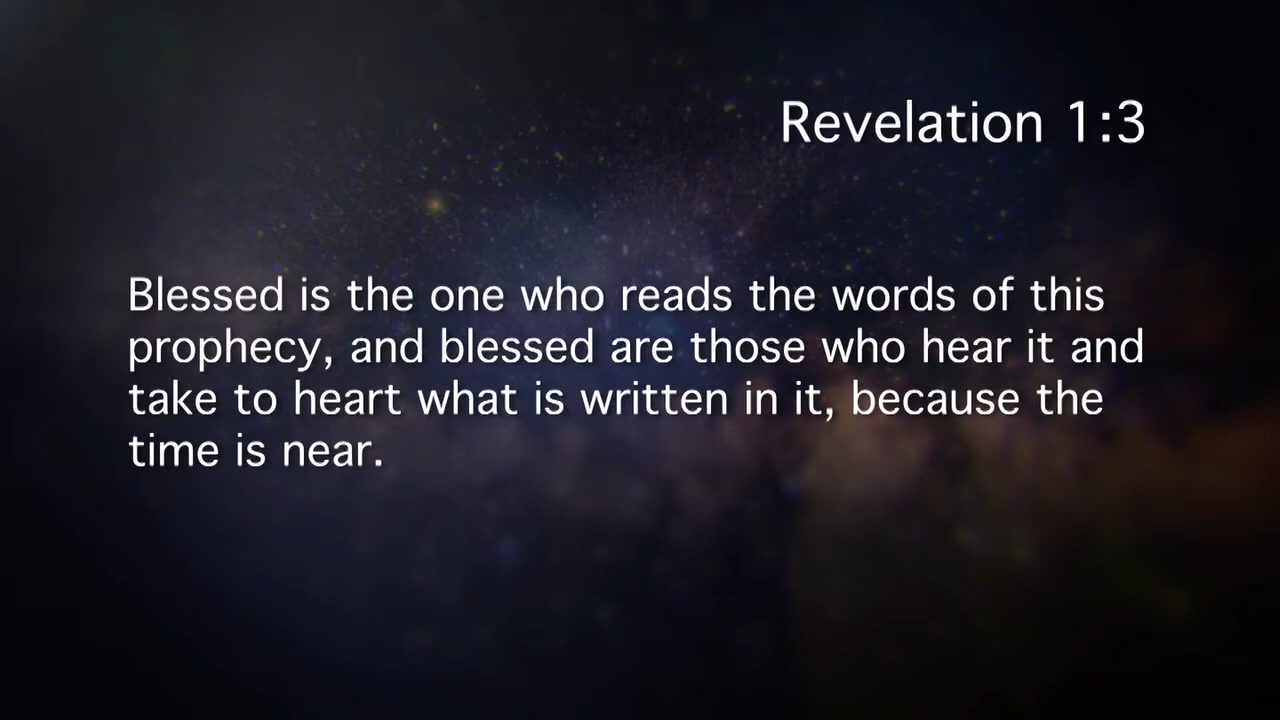 Revelation 1:3
Blessed is the one who reads the words of this
prophecy, and blessed are those who hear it and
take to heart what is written in it, because the
time is near.